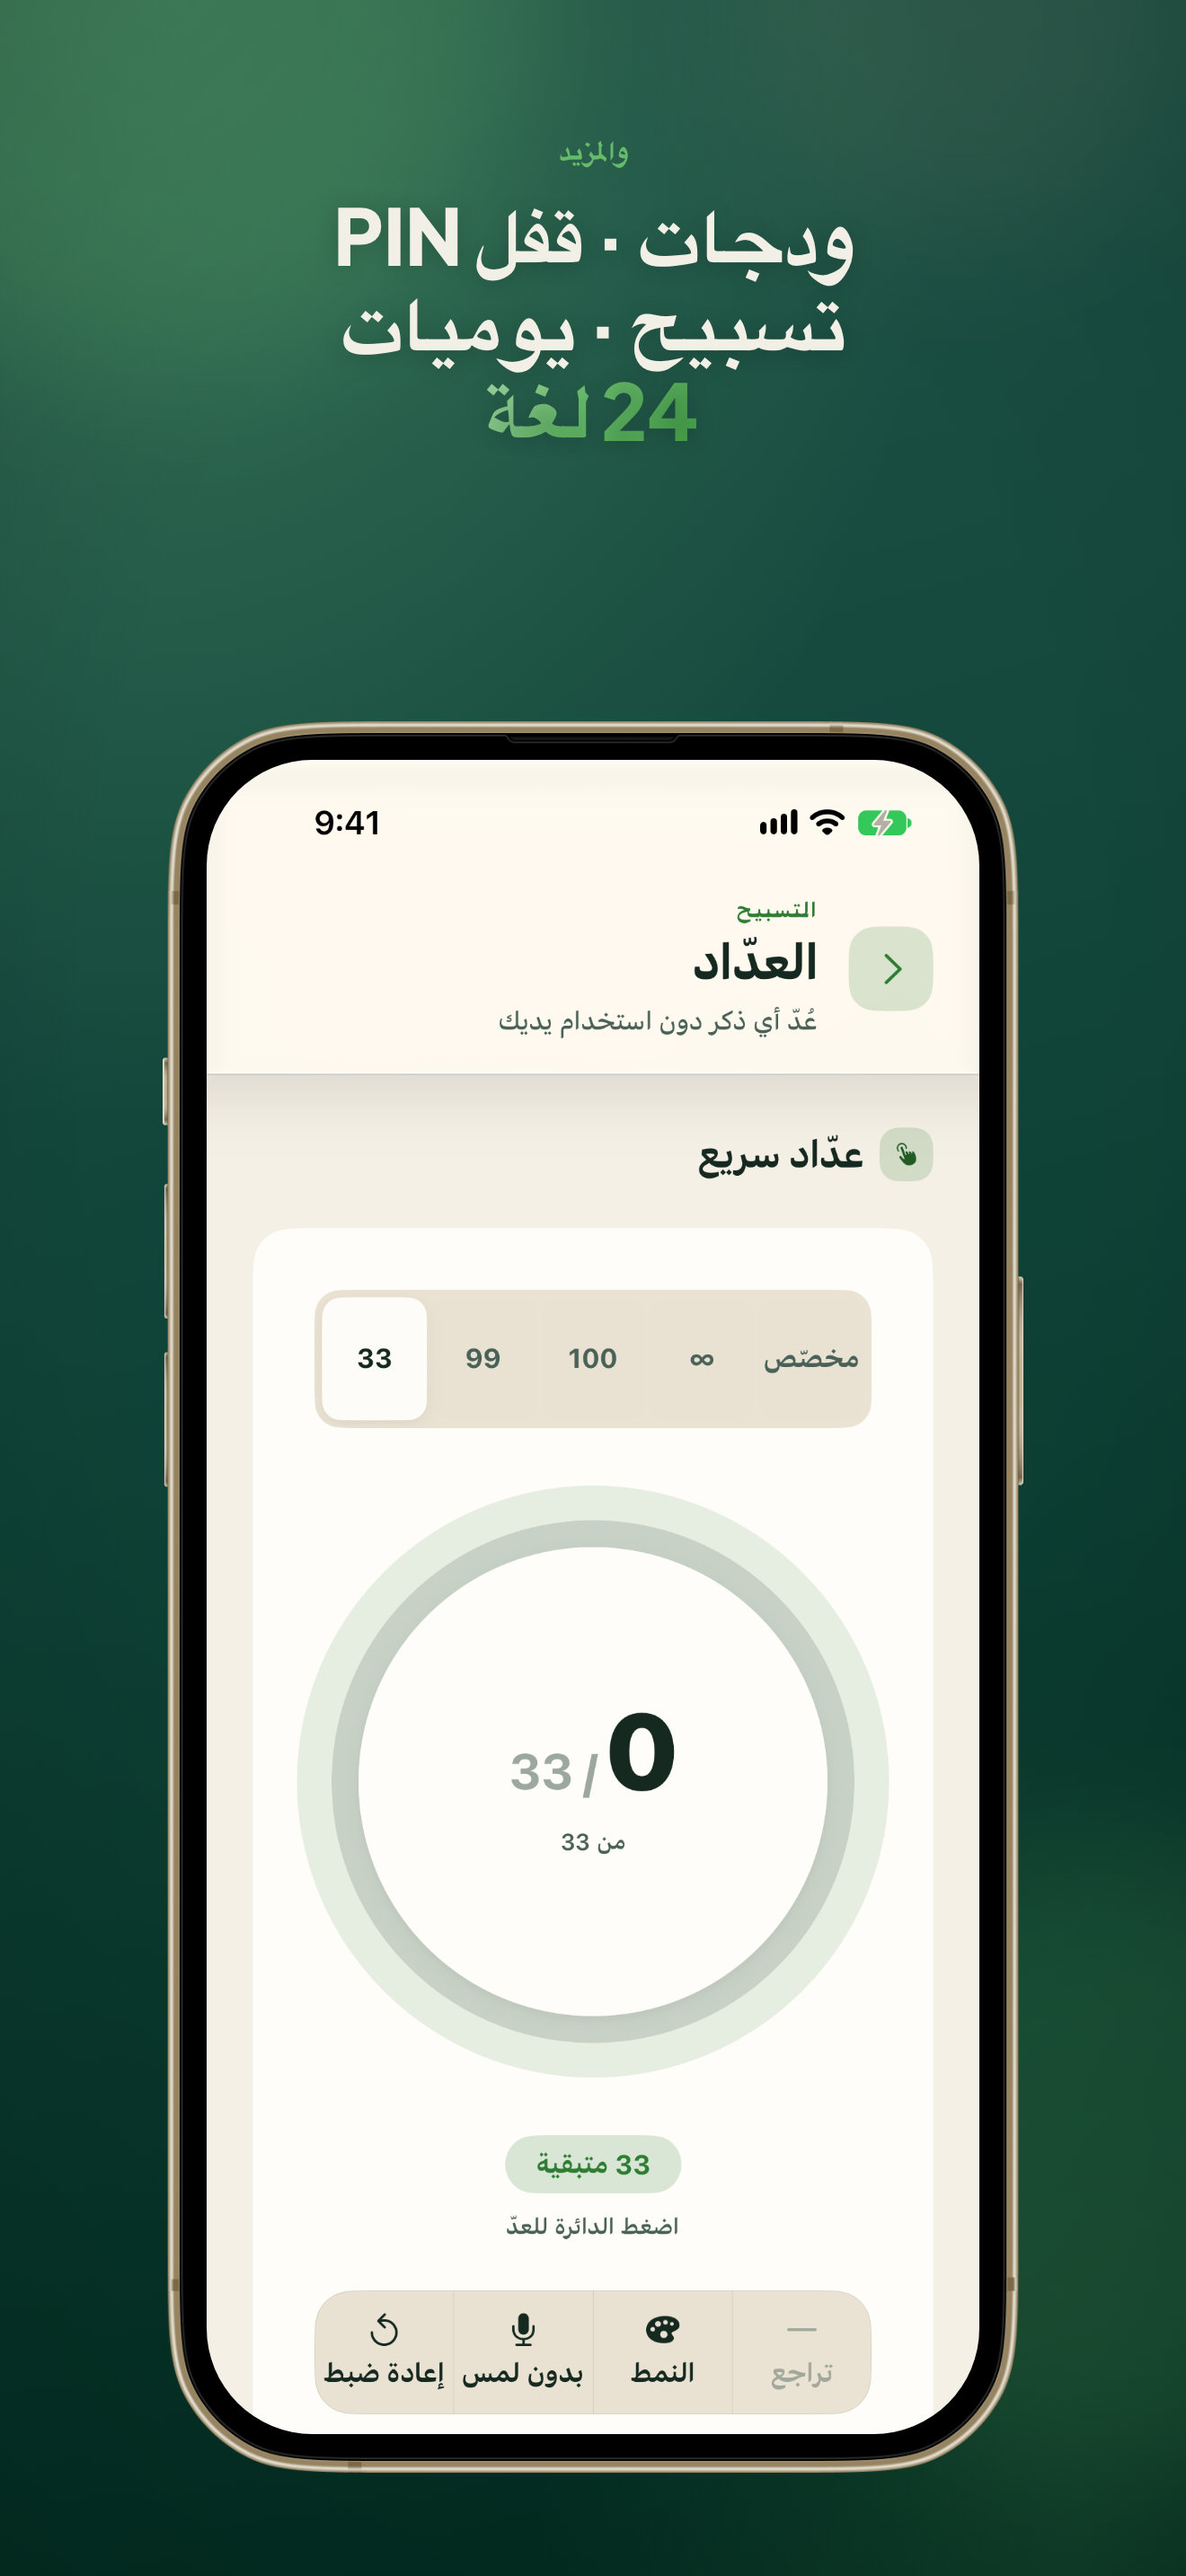 والمزيد
ودجات · قفل PIN
تسبيح · يوميات
24 لغة
9:41
التسبيح
العدّاد
عُدّ أي ذكر دون استخدام يديك
عدّاد سريع
مخصّص ∞ 100 99 33
0 / 33
من 33
33 متبقية
اضغط الدائرة للعدّ
تراجع النمط بدون لمس إعادة ضبط